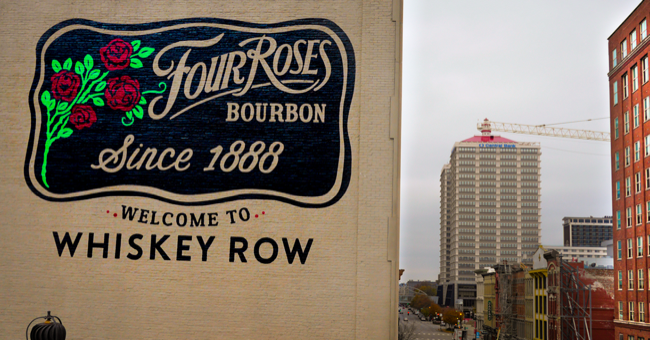 FOUR ROSES
BOURBON
Since 1888
WELCOME TO
WHISKEY ROW